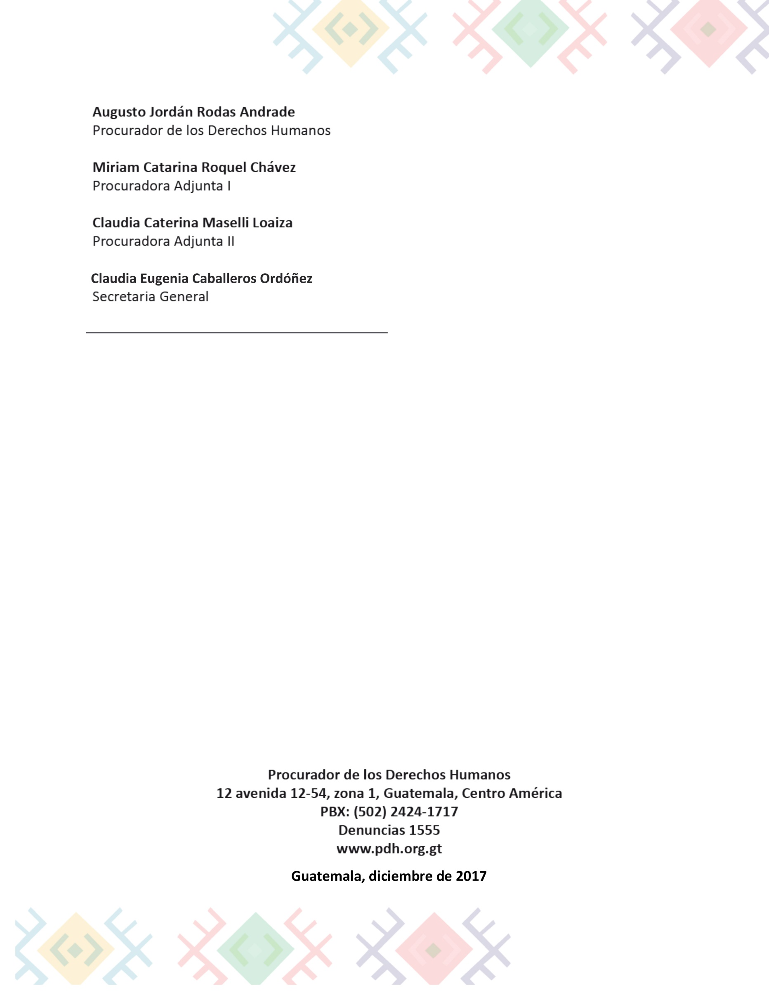 Augusto Jordán Rodas Andrade
Procurador de los Derechos Humanos
Miriam Catarina Roquel Chávez
Procuradora Adjunta I
Claudia Caterina Maselli Loaiza
Procuradora Adjunta II
Claudia Eugenia Caballeros Ordóñez
Secretaria General
Procurador de los Derechos Humanos
12 avenida 12-54, zona 1, Guatemala, Centro América
PBX: (502) 2424-1717
Denuncias 1555
www.pdh.org.gt
Guatemala, diciembre de 2017